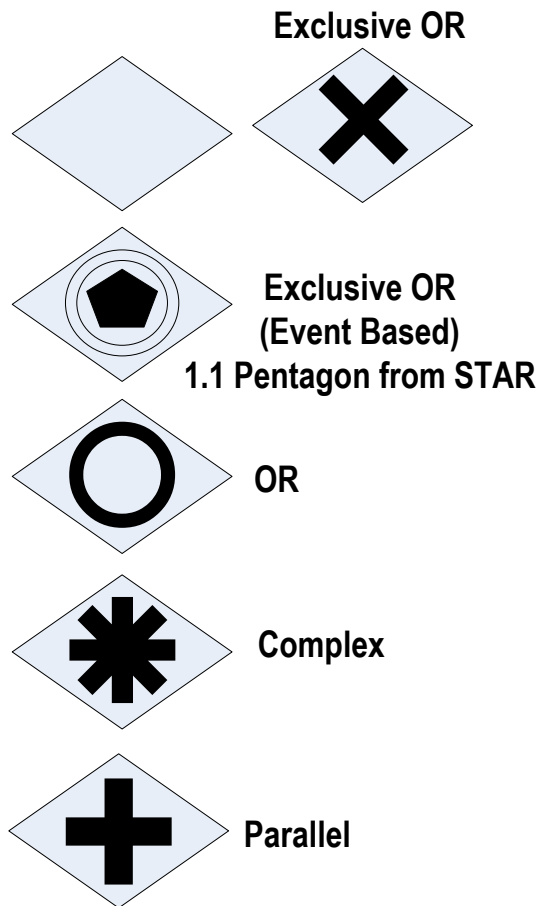 Exclusive OR
Exclusive OR
(Event Based)
1.1 Pentagon from STAR
OR
Complex
Parallel